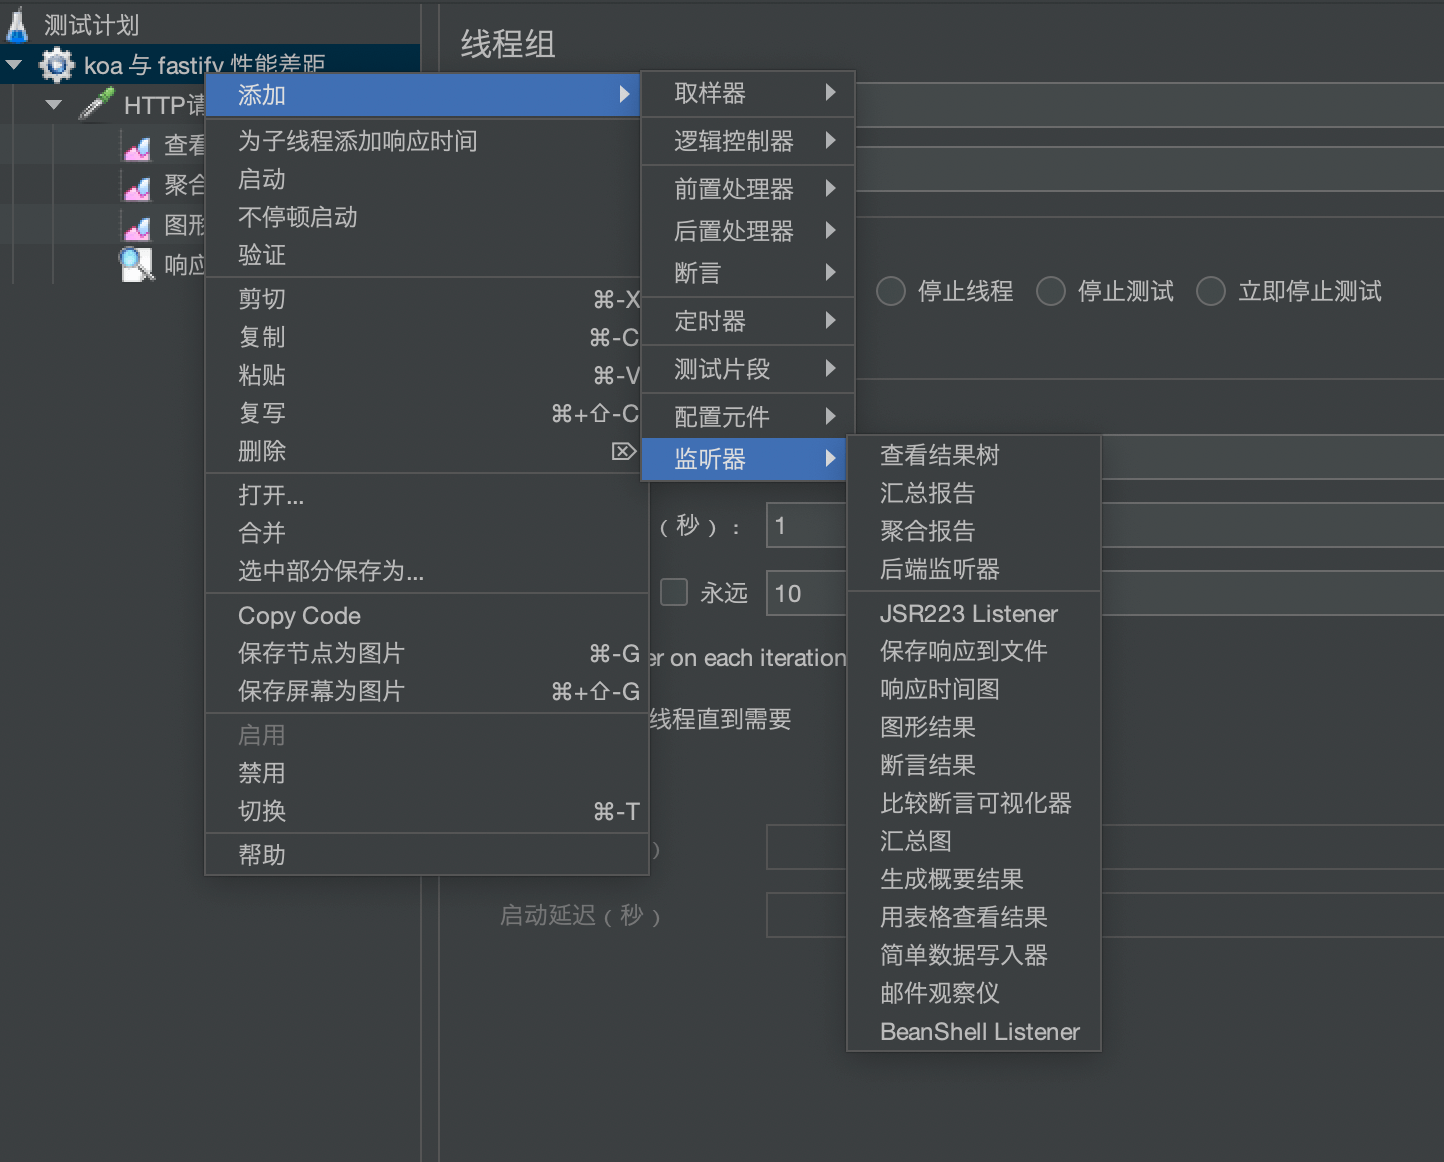 测试计划
koa 与 fastify 性能差距
HTTP请
查看
聚合
图形
响应
线程组
添加
为子线程添加响应时间
启动
不停顿启动
验证
剪切 ⌘-X
复制 ⌘-C
粘贴 ⌘-V
复写 ⌘+⇧-C
删除 ⌦
打开...
合并
选中部分保存为...
Copy Code
保存节点为图片 ⌘-G
保存屏幕为图片 ⌘+⇧-G
启用
禁用
切换 ⌘-T
帮助
取样器
逻辑控制器
前置处理器
后置处理器
断言
定时器
测试片段
配置元件
监听器
查看结果树
汇总报告
聚合报告
后端监听器
JSR223 Listener
保存响应到文件
响应时间图
图形结果
断言结果
比较断言可视化器
汇总图
生成概要结果
用表格查看结果
简单数据写入器
邮件观察仪
BeanShell Listener
停止线程 停止测试 立即停止测试
（秒）： 1
永远 10
er on each iteration
线程直到需要
）
启动延迟（秒）